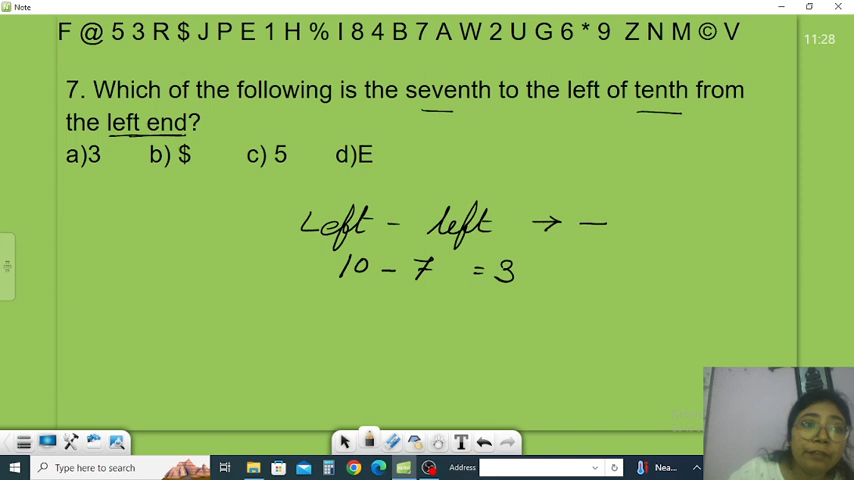 Note
F @ 5 3 R $ J P E 1 H % I 8 4 B 7 A W 2 U G 6 * 9 Z N M © V
11:28
7. Which of the following is the seventh to the left of tenth from
the left end?
a)3 b) $ c) 5 d)E
Left - left → -
10 - 7 = 3
Type here to search
Address
Nea...